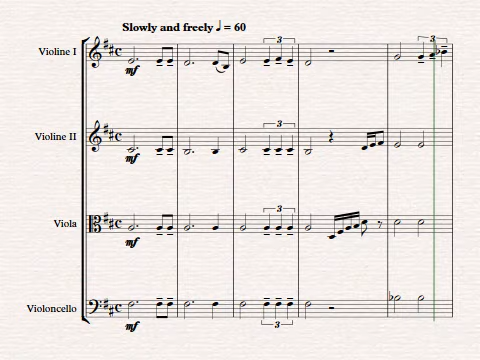 Slowly and freely ♩ = 60
Violine I
mf
3
3
Violine II
mf
3
Viola
mf
3
Violoncello
mf
3